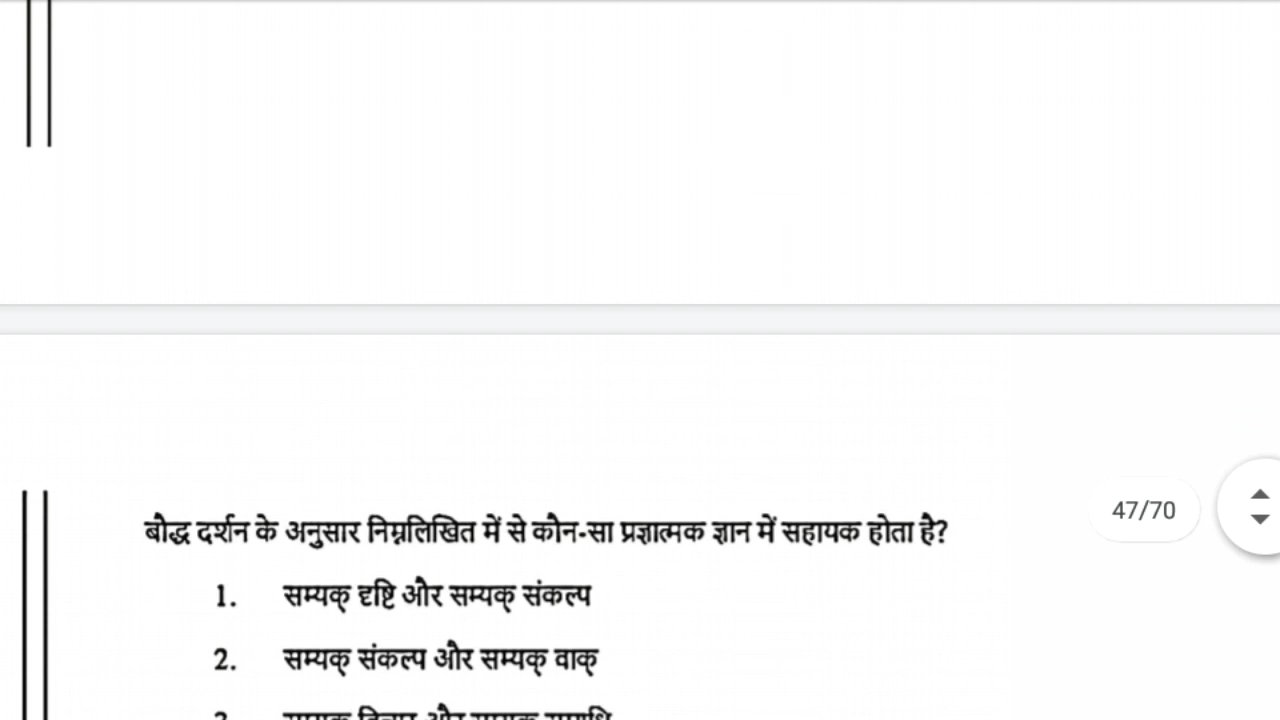 बौद्ध दर्शन के अनुसार निम्नलिखित में से कौन-सा प्रज्ञात्मक ज्ञान में सहायक होता है?
47/70
1. सम्यक् दृष्टि और सम्यक् संकल्प
2. सम्यक् संकल्प और सम्यक् वाक्